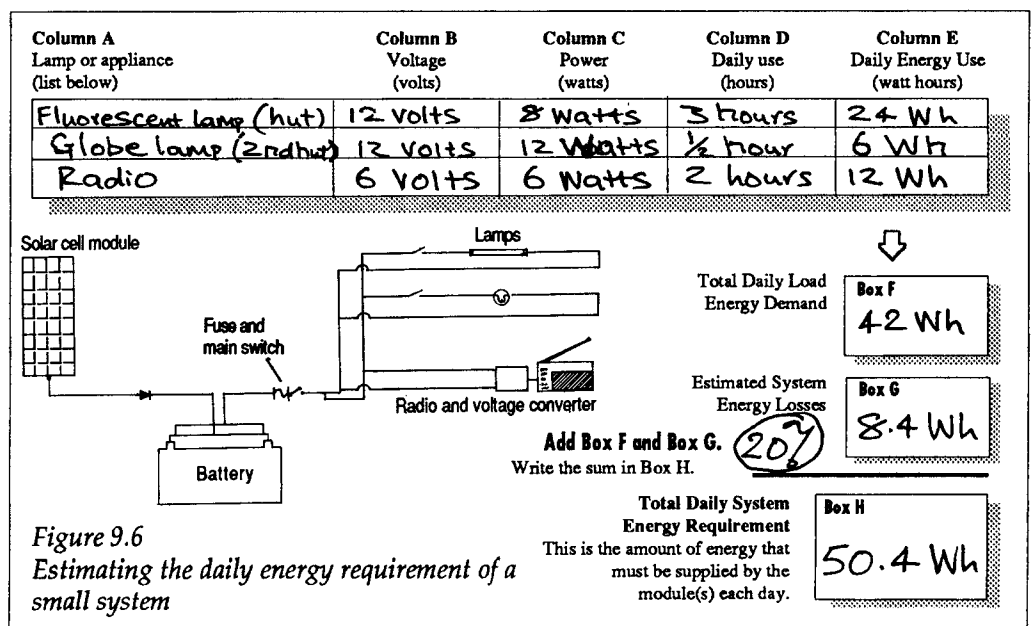 Column A Column B Column C Column D Column E
Lamp or appliance Voltage Power Daily use Daily Energy Use
(list below) (volts) (watts) (hours) (watt hours)
Fluorescent lamp (hut) 12 volts 8 watts 3 hours 24 Wh
Globe lamp (2nd hut) 12 volts 12 Watts ½ hour 6 Wh
Radio 6 volts 6 Watts 2 hours 12 Wh
Solar cell module
Lamps
Fuse and
main switch
Radio and voltage converter
Battery
Total Daily Load
Energy Demand
Box F
42 Wh
Estimated System
Energy Losses
Box G
8.4 Wh
Add Box F and Box G.
20%
Write the sum in Box H.
Total Daily System
Energy Requirement
This is the amount of energy that
must be supplied by the
module(s) each day.
Box H
50.4 Wh
Figure 9.6
Estimating the daily energy requirement of a
small system